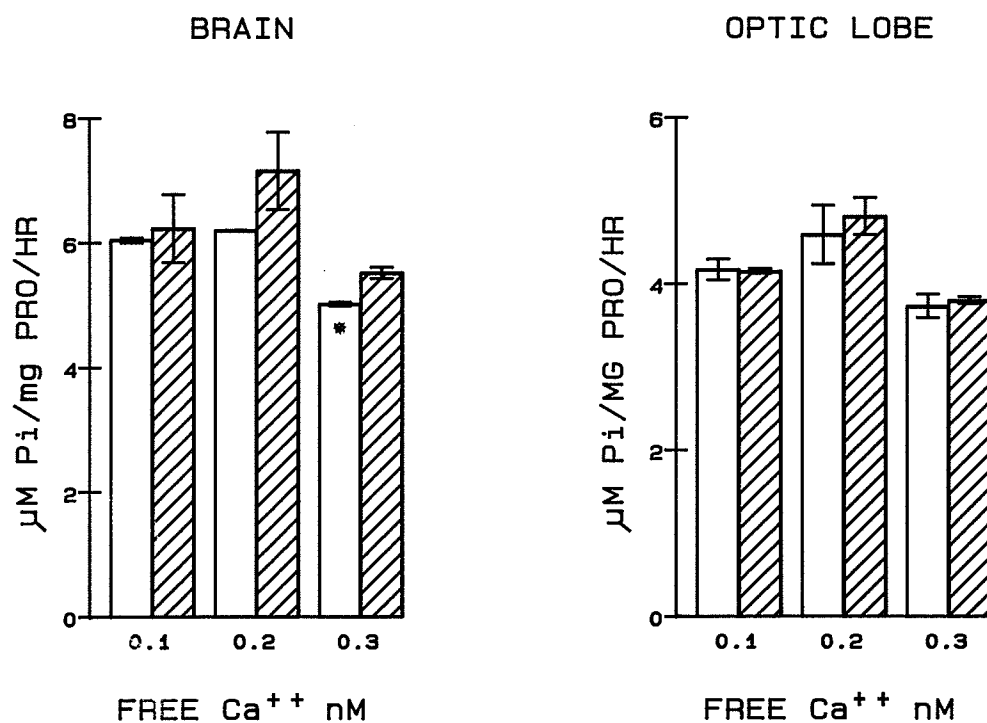 BRAIN
OPTIC LOBE
µM Pi/mg PRO/HR
8
6
4
2
0
*
0.1 0.2 0.3
FREE Ca⁺⁺ nM
µM Pi/MG PRO/HR
6
4
2
0
0.1 0.2 0.3
FREE Ca⁺⁺ nM